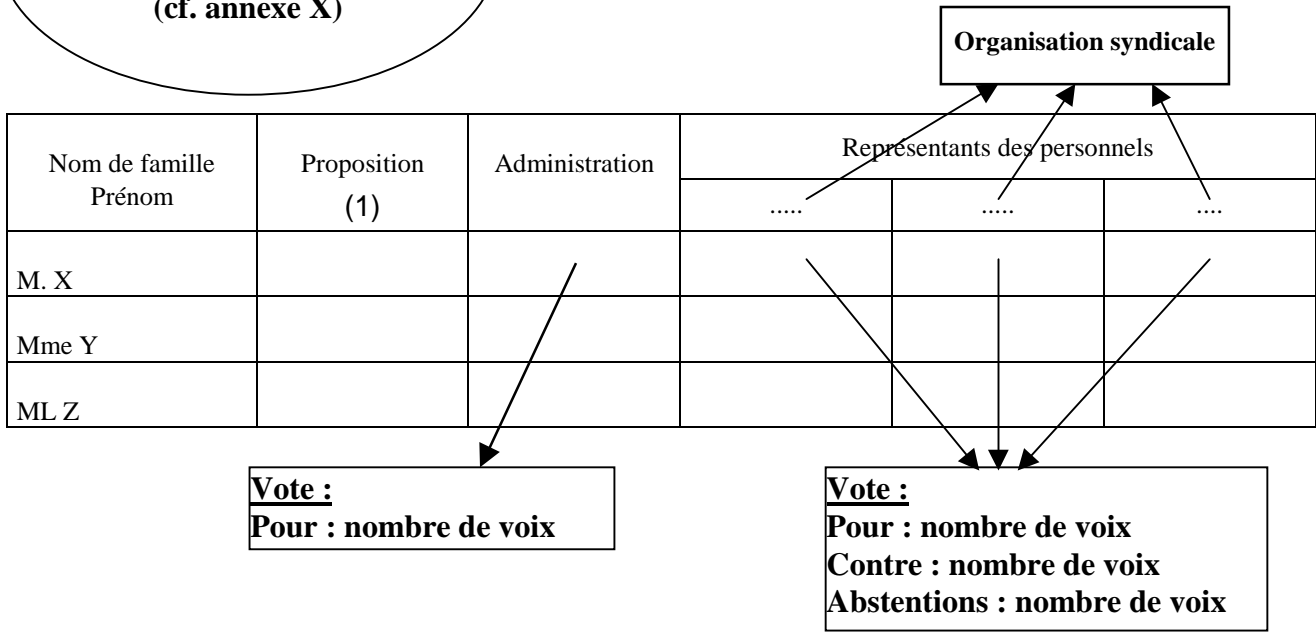 (cf. annexe X)
Organisation syndicale
Nom de famille
Prénom
Proposition
(1)
Administration
Représentants des personnels
.....
.....
....
M. X
Mme Y
ML Z
Vote :
Pour : nombre de voix
Vote :
Pour : nombre de voix
Contre : nombre de voix
Abstentions : nombre de voix